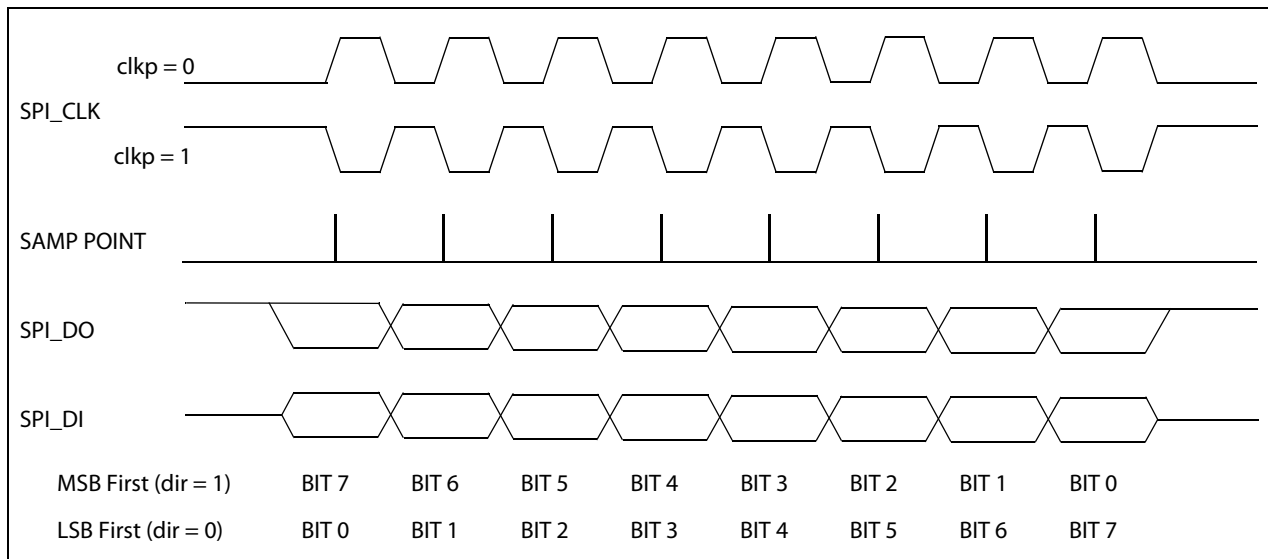 clkp = 0
SPI_CLK
clkp = 1
SAMP POINT
SPI_DO
SPI_DI
MSB First (dir = 1) BIT 7 BIT 6 BIT 5 BIT 4 BIT 3 BIT 2 BIT 1 BIT 0
LSB First (dir = 0) BIT 0 BIT 1 BIT 2 BIT 3 BIT 4 BIT 5 BIT 6 BIT 7